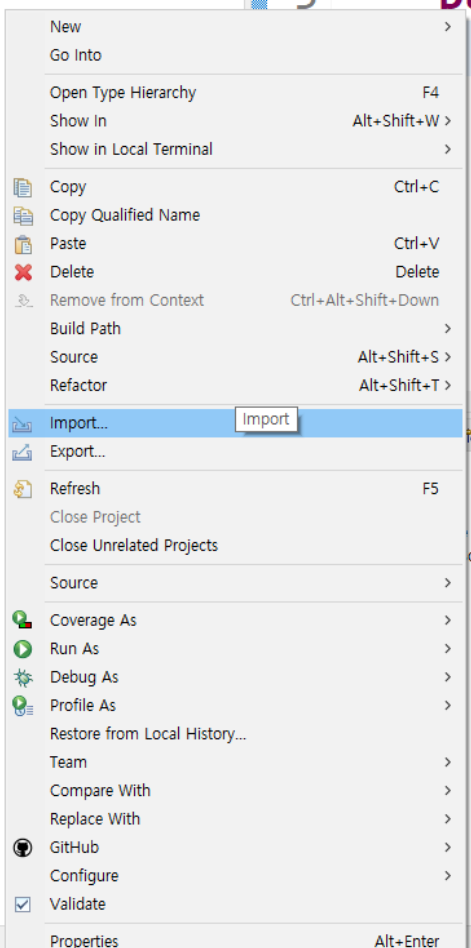 New >
Go Into
Open Type Hierarchy F4
Show In Alt+Shift+W >
Show in Local Terminal >
Copy Ctrl+C
Copy Qualified Name
Paste Ctrl+V
Delete Delete
Remove from Context Ctrl+Alt+Shift+Down
Build Path >
Source Alt+Shift+S >
Refactor Alt+Shift+T >
Import... Import
Export...
Refresh F5
Close Project
Close Unrelated Projects
Source >
Coverage As >
Run As >
Debug As >
Profile As >
Restore from Local History...
Team >
Compare With >
Replace With >
GitHub >
Configure >
Validate
Properties Alt+Enter